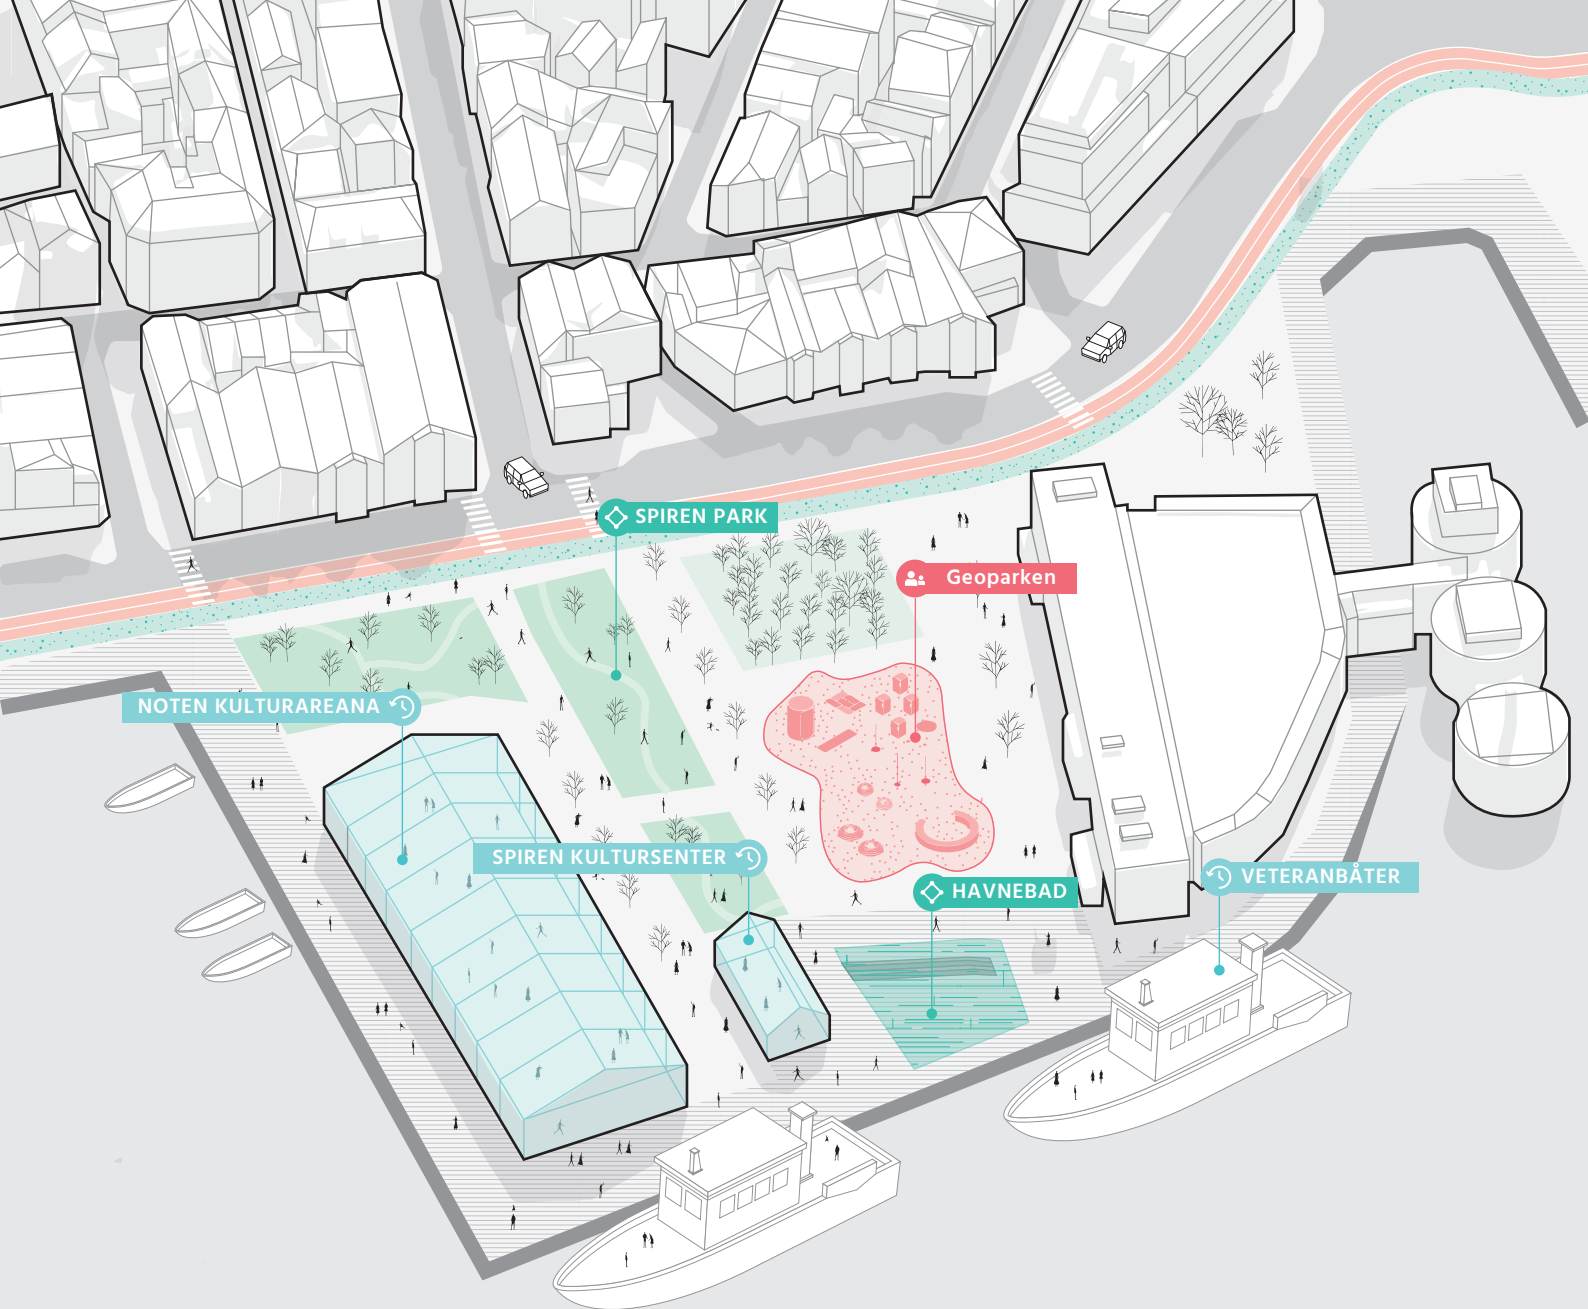 SPIREN PARK
Geoparken
NOTEN KULTURAREANA
SPIREN KULTURSENTER
HAVNEBAD
VETERANBÅTER